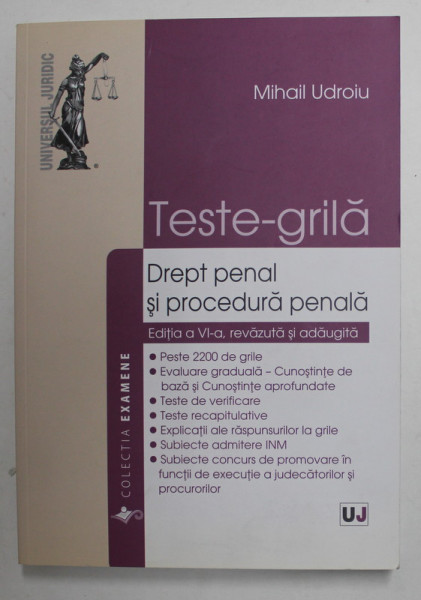 UNIVERSUL JURIDIC
Mihail Udroiu
Teste-grilă
Drept penal
și procedură penală
Ediția a VI-a, revăzută și adăugită
• Peste 2200 de grile
• Evaluare graduală – Cunoștințe de
bază și Cunoștințe aprofundate
• Teste de verificare
• Teste recapitulative
• Explicații ale răspunsurilor la grile
• Subiecte admitere INM
• Subiecte concurs de promovare în
funcții de execuție a judecătorilor și
procurorilor
COLECTIA EXAMENE
UJ